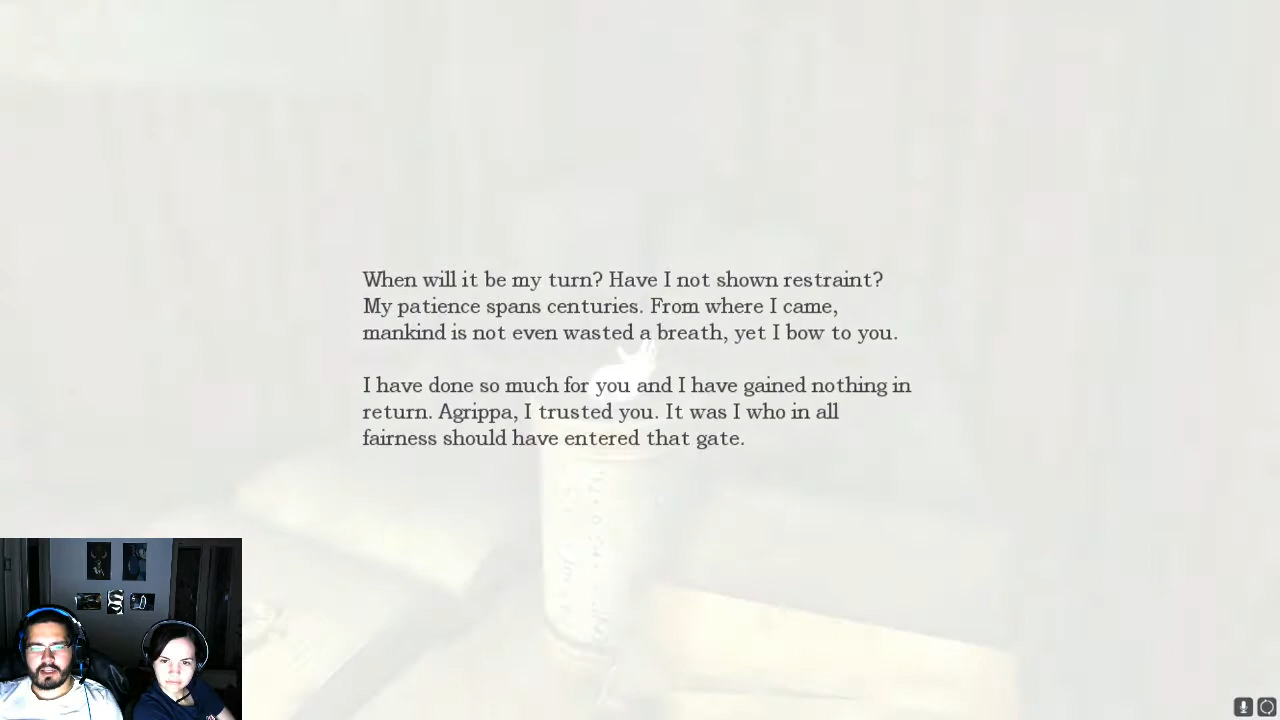 When will it be my turn? Have I not shown restraint?
My patience spans centuries. From where I came,
mankind is not even wasted a breath, yet I bow to you.
I have done so much for you and I have gained nothing in
return. Agrippa, I trusted you. It was I who in all
fairness should have entered that gate.